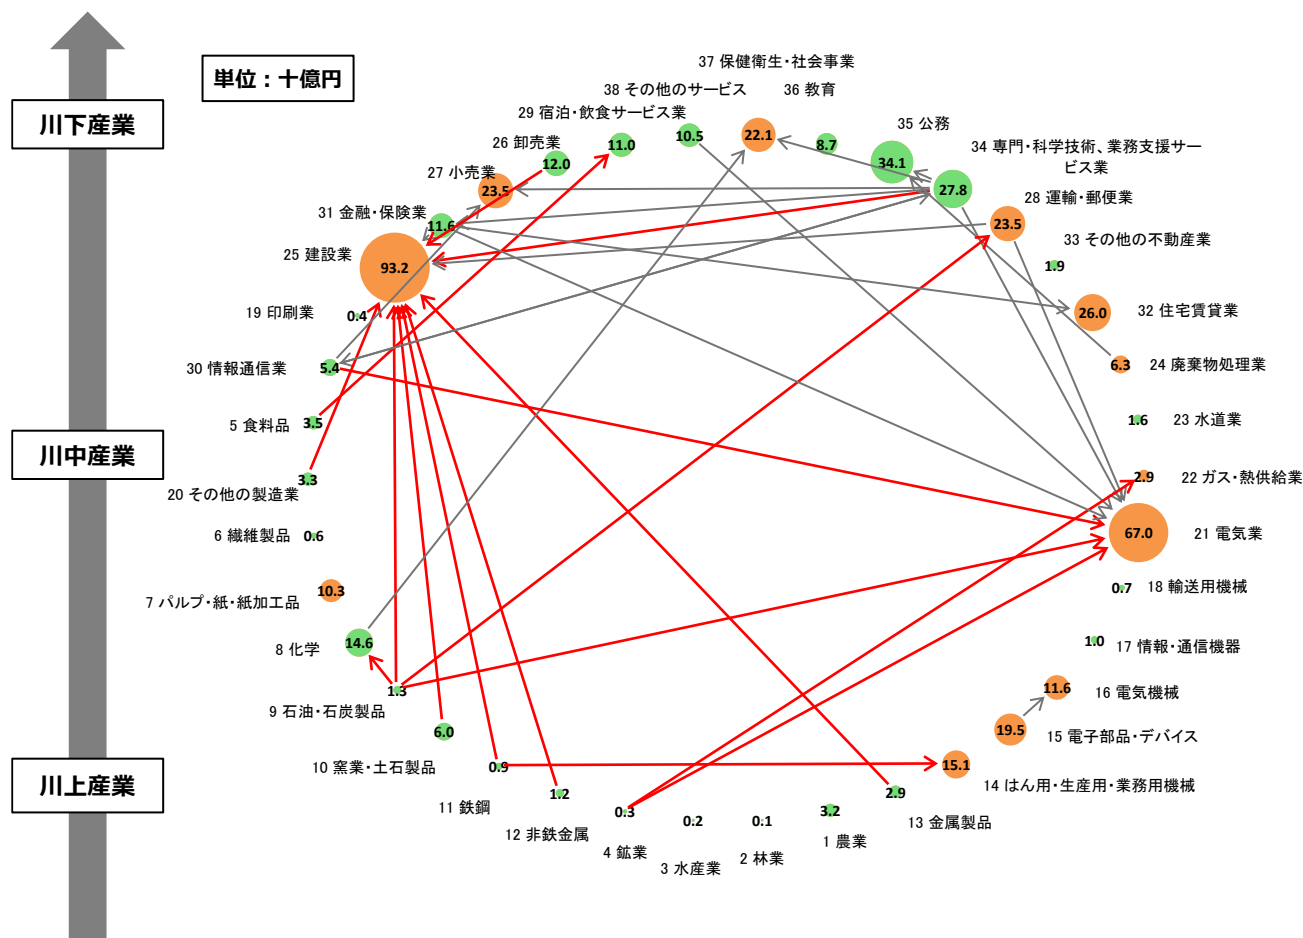 単位：十億円
川下産業
川中産業
川上産業
37 保健衛生・社会事業
22.1
38 その他のサービス
10.5
36 教育
8.7
29 宿泊・飲食サービス業
11.0
35 公務
34.1
26 卸売業
12.0
34 専門・科学技術、業務支援サー
ビス業
27.8
27 小売業
23.5
28 運輸・郵便業
23.5
31 金融・保険業
11.6
33 その他の不動産業
1.9
25 建設業
93.2
32 住宅賃貸業
26.0
19 印刷業
0.4
24 廃棄物処理業
6.3
30 情報通信業
5.4
23 水道業
1.6
5 食料品
3.5
22 ガス・熱供給業
2.9
20 その他の製造業
3.3
21 電気業
67.0
6 繊維製品
0.6
18 輸送用機械
0.7
7 パルプ・紙・紙加工品
10.3
17 情報・通信機器
1.0
8 化学
14.6
16 電気機械
11.6
9 石油・石炭製品
1.3
15 電子部品・デバイス
19.5
10 窯業・土石製品
6.0
14 はん用・生産用・業務用機械
15.1
11 鉄鋼
0.9
13 金属製品
2.9
12 非鉄金属
1.2
4 鉱業
0.3
3 水産業
0.2
2 林業
0.1
1 農業
3.2